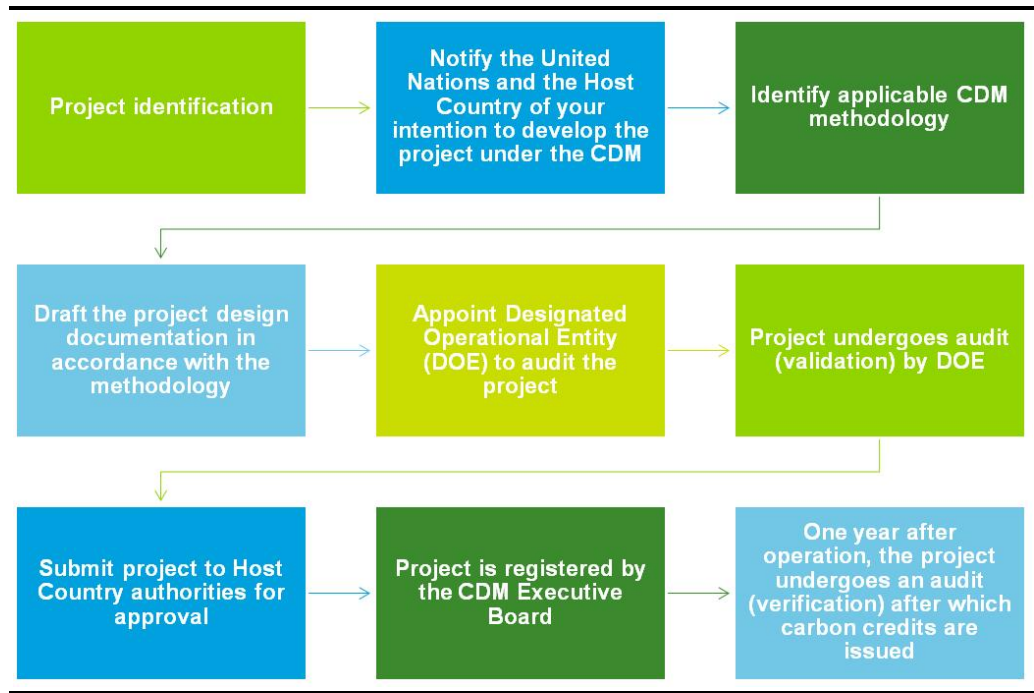 Project identification
Notify the United
Nations and the Host
Country of your
intention to develop the
project under the CDM
Identify applicable CDM
methodology
Draft the project design
documentation in
accordance with the
methodology
Appoint Designated
Operational Entity
(DOE) to audit the
project
Project undergoes audit
(validation) by DOE
Submit project to Host
Country authorities for
approval
Project is registered by
the CDM Executive
Board
One year after
operation, the project
undergoes an audit
(verification) after which
carbon credits are
issued